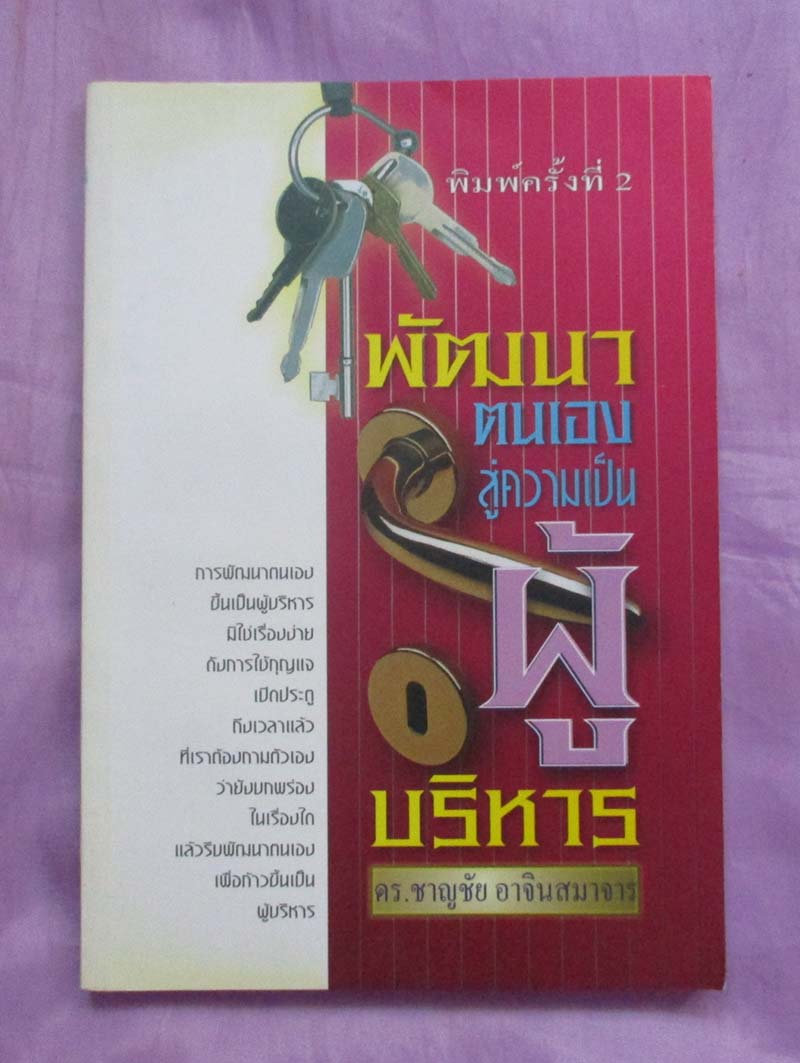 พิมพ์ครั้งที่ 2
พัฒนา
ตนเอง
สู่ความเป็น
ผู้
บริหาร
ดร.ชาญชัย อาจินสมาจาร
การพัฒนาตนเอง
ขึ้นเป็นผู้บริหาร
มิใช่เรื่องง่าย
ดังการใช้กุญแจ
เปิดประตู
ถึงเวลาแล้ว
ที่เราต้องถามตัวเอง
ว่ายังบกพร่อง
ในเรื่องใด
แล้วรีบพัฒนาตนเอง
เพื่อก้าวขึ้นเป็น
ผู้บริหาร